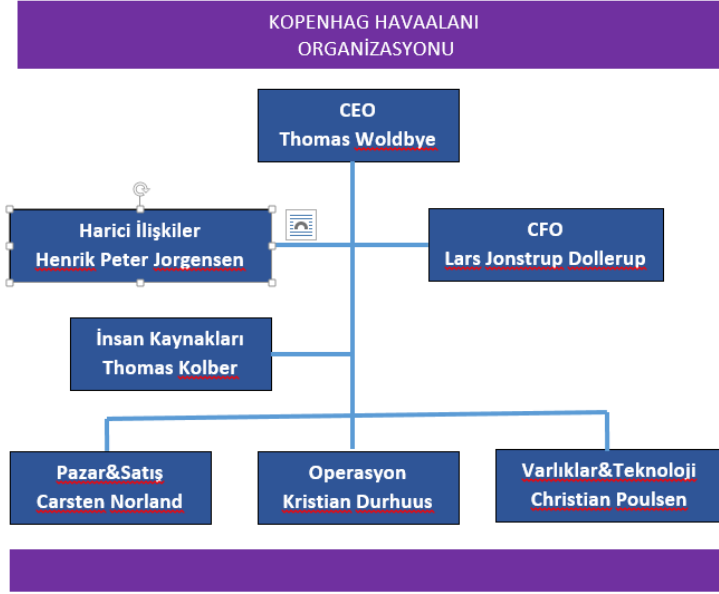 KOPENHAG HAVAALANI
ORGANİZASYONU
CEO
Thomas Woldbye
Harici İlişkiler
Henrik Peter Jorgensen
CFO
Lars Jonstrup Dollerup
İnsan Kaynakları
Thomas Kolber
Pazar&Satış
Carsten Norland
Operasyon
Kristian Durhuus
Varlıklar&Teknoloji
Christian Poulsen